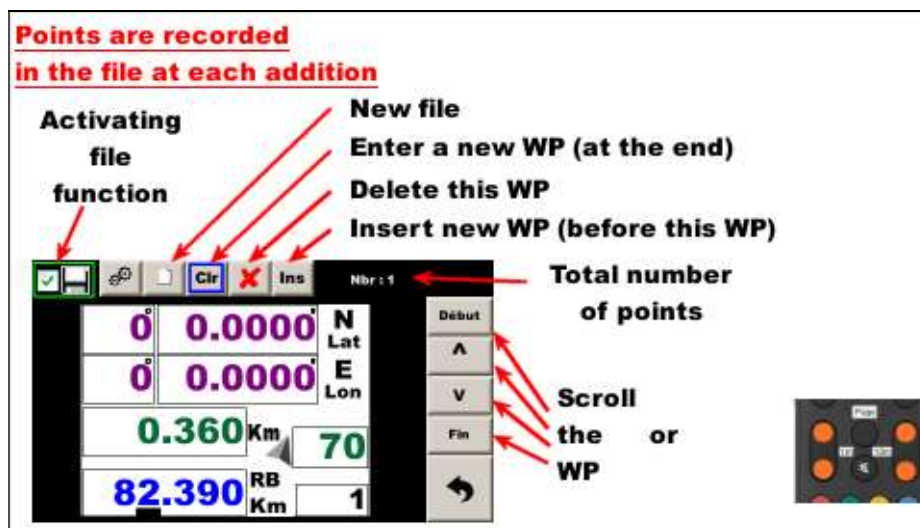 Points are recorded
in the file at each addition
Activating
file
function
New file
Enter a new WP (at the end)
Delete this WP
Insert new WP (before this WP)
Total number
of points
Clr
Ins
Nbr : 1
0° 0.0000' N
Lat
0° 0.0000' E
Lon
0.360 Km 70
82.390 RB
Km 1
Début
^
v
Fin
Scroll
the or
WP
Page